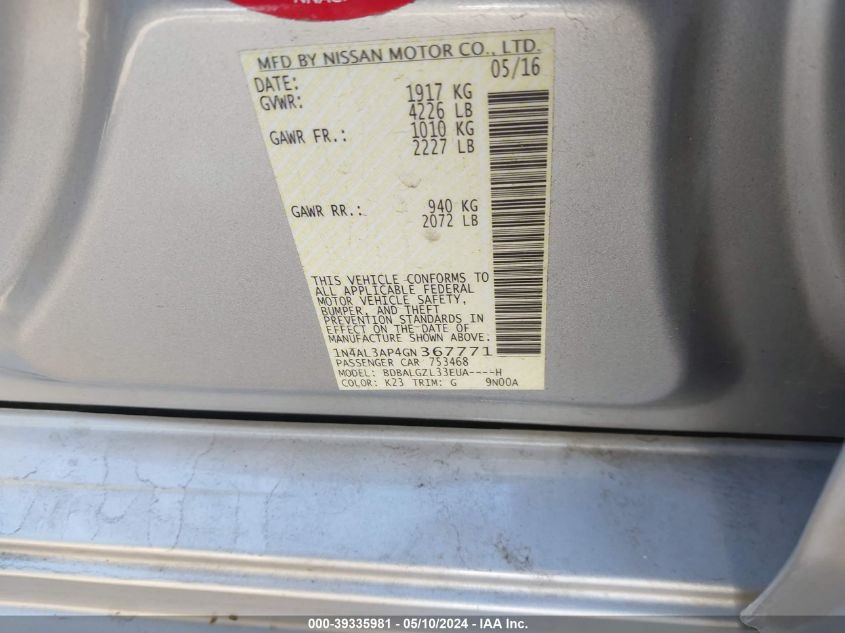 MFD BY NISSAN MOTOR CO., LTD.
DATE: 05/16
GVWR: 1917 KG
4226 LB
GAWR FR.: 1010 KG
2227 LB
GAWR RR.: 940 KG
2072 LB
THIS VEHICLE CONFORMS TO
ALL APPLICABLE FEDERAL
MOTOR VEHICLE SAFETY,
BUMPER, AND THEFT
PREVENTION STANDARDS IN
EFFECT ON THE DATE OF
MANUFACTURE SHOWN ABOVE.
1N4AL3AP4GN367771
PASSENGER CAR 753468
MODEL: BDBALGZL33EUA----H
COLOR: K23 TRIM: G 9N00A
000-39335981 - 05/10/2024 - IAA Inc.